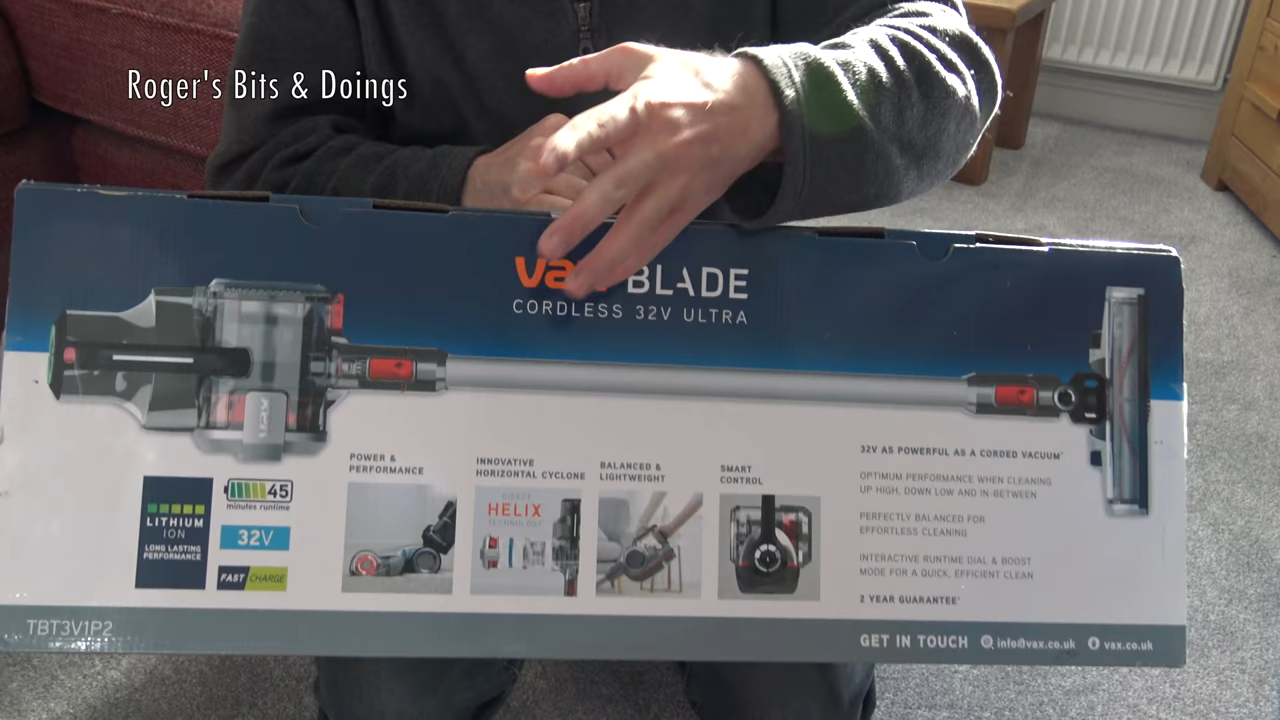 Roger's Bits & Doings
BLADE
CORDLESS 32V ULTRA
VAX
POWER &
PERFORMANCE
INNOVATIVE
HORIZONTAL CYCLONE
BALANCED &
LIGHTWEIGHT
SMART
CONTROL
DIRECT
HELIX
TECHNOLOGY
LITHIUM
ION
LONG LASTING
PERFORMANCE
45
minutes runtime
32V
FAST CHARGE
32V AS POWERFUL AS A CORDED VACUUM*
OPTIMUM PERFORMANCE WHEN CLEANING
UP HIGH, DOWN LOW AND IN-BETWEEN
PERFECTLY BALANCED FOR
EFFORTLESS CLEANING
INTERACTIVE RUNTIME DIAL & BOOST
MODE FOR A QUICK, EFFICIENT CLEAN
2 YEAR GUARANTEE*
TBT3V1P2
GET IN TOUCH info@vax.co.uk vax.co.uk